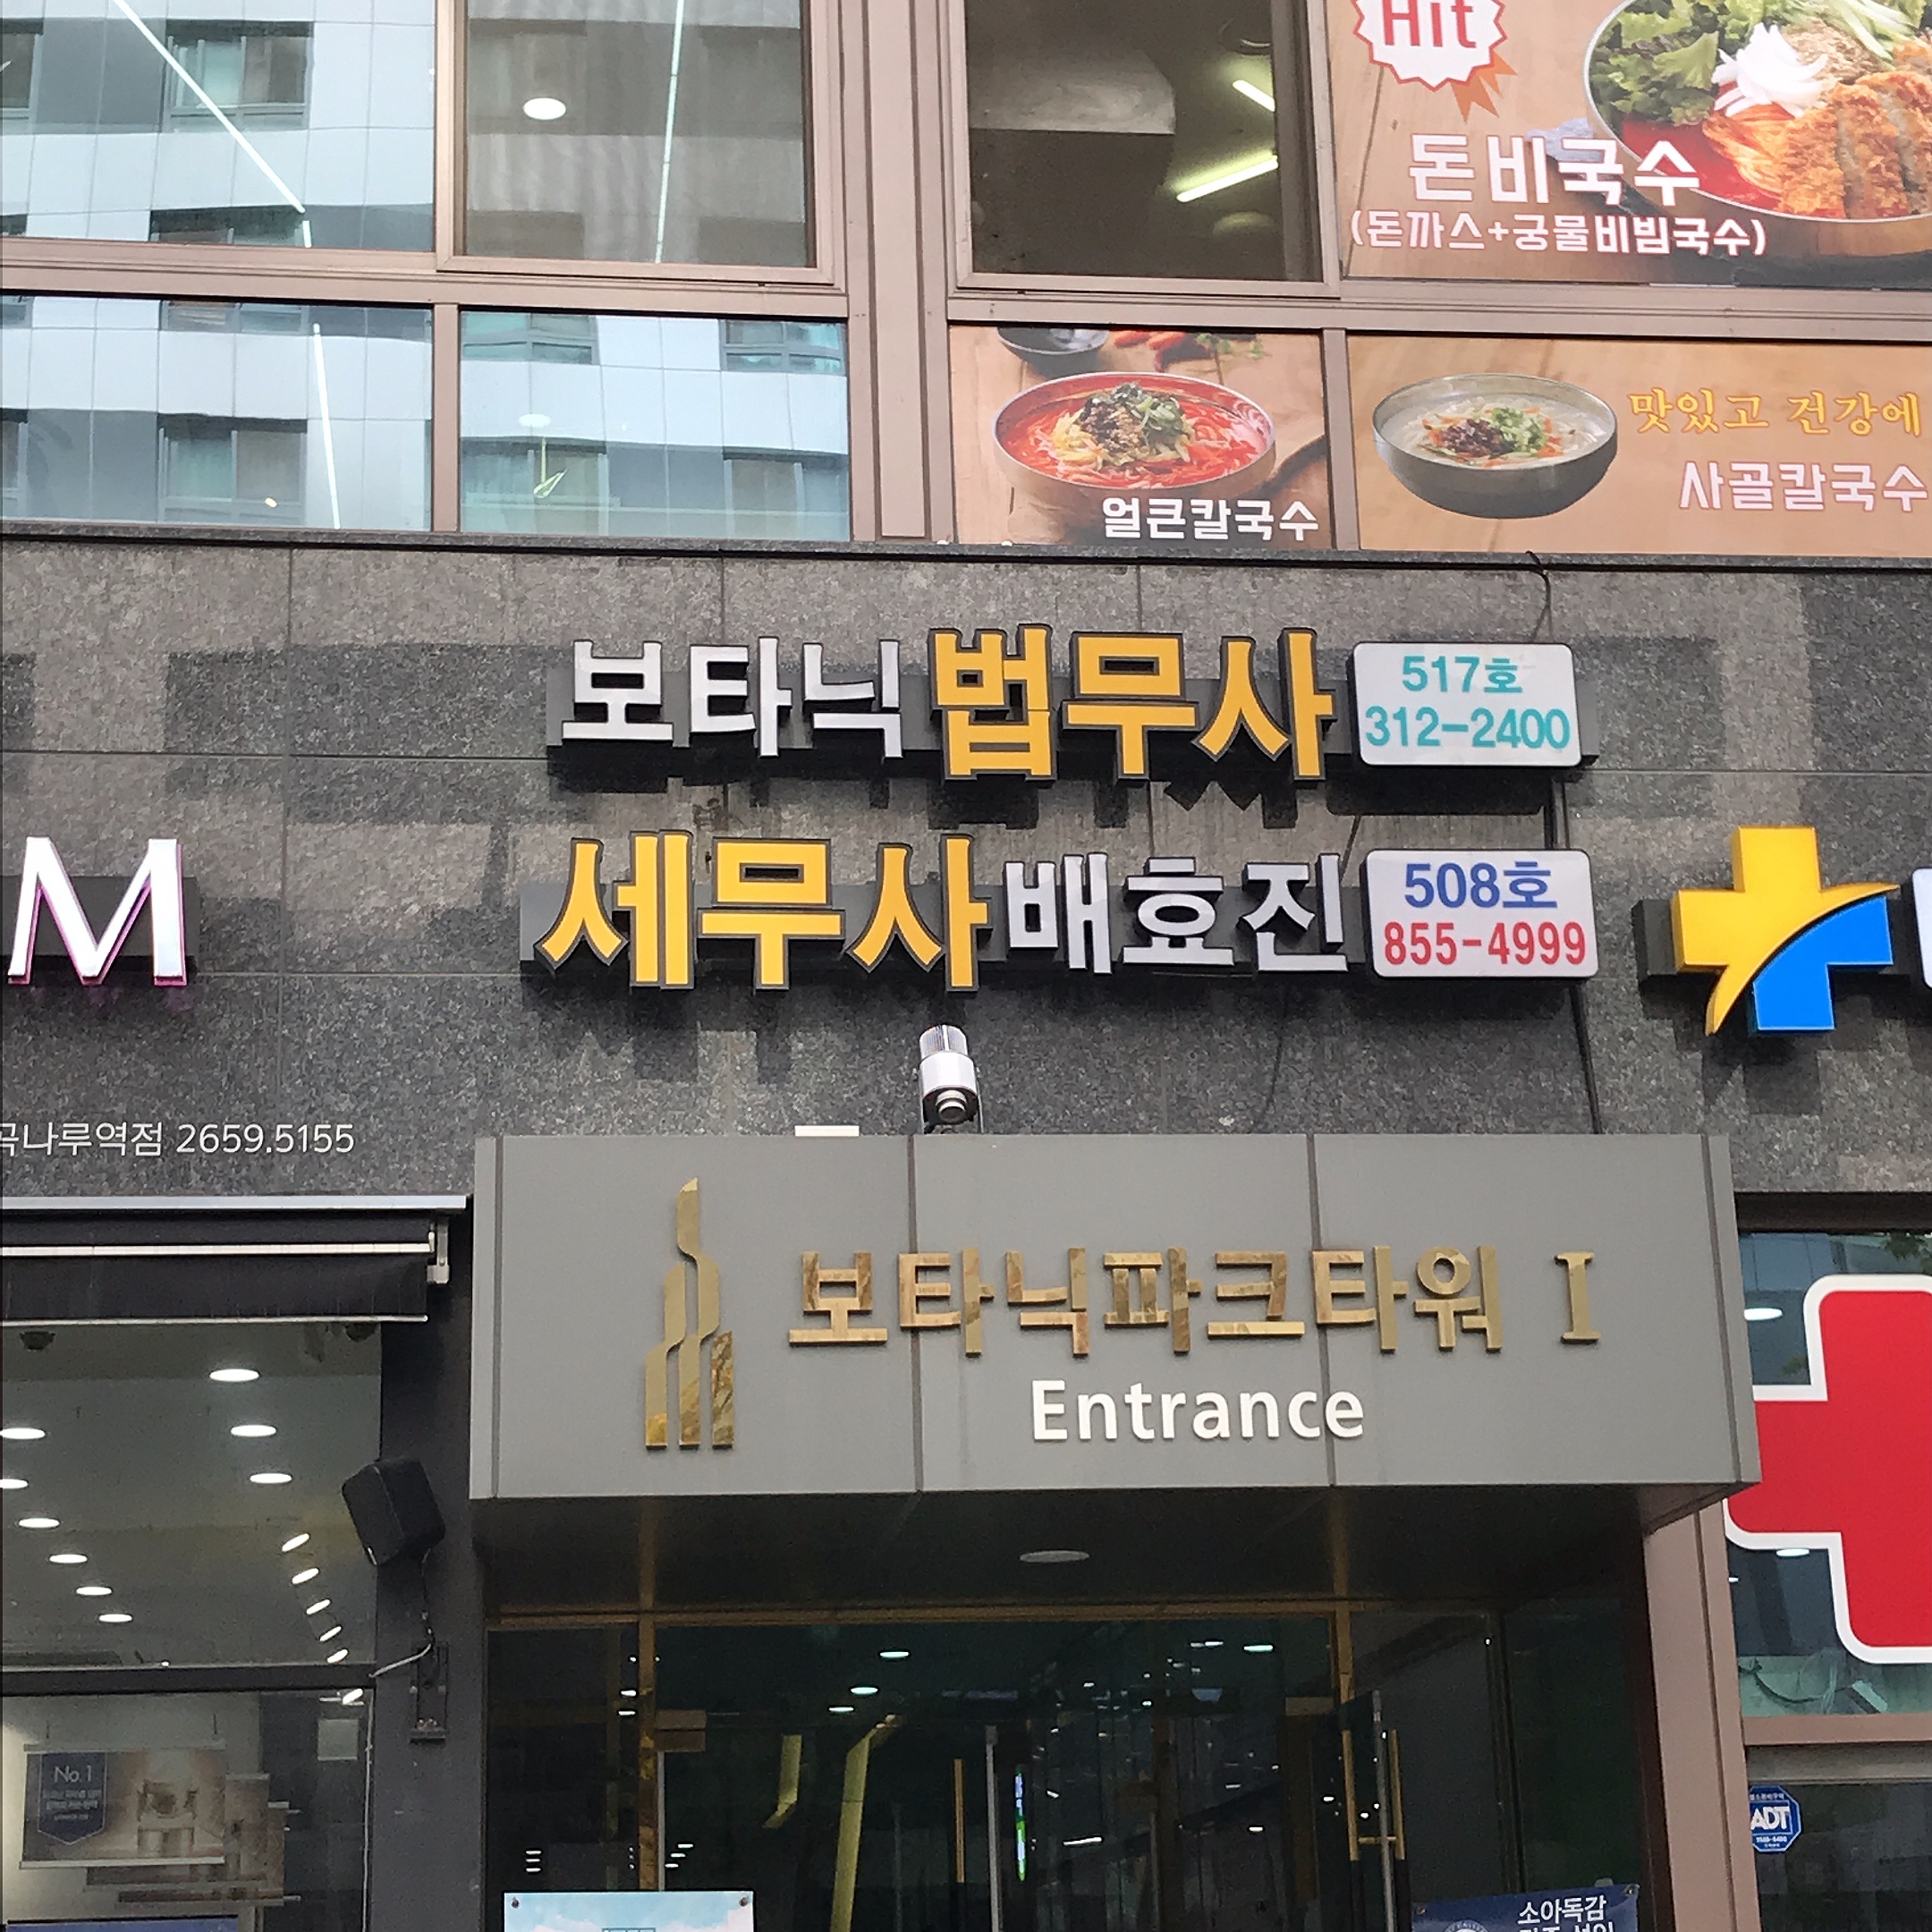 Hit
돈비국수
(돈까스+궁물비빔국수)
얼큰칼국수
맛있고 건강에
사골칼국수
보타닉 법무사
517호
312-2400
세무사 배효진
508호
855-4999
M
나루역점 2659.5155
보타닉파크타워 I
Entrance
No.1
ADT
소아독감